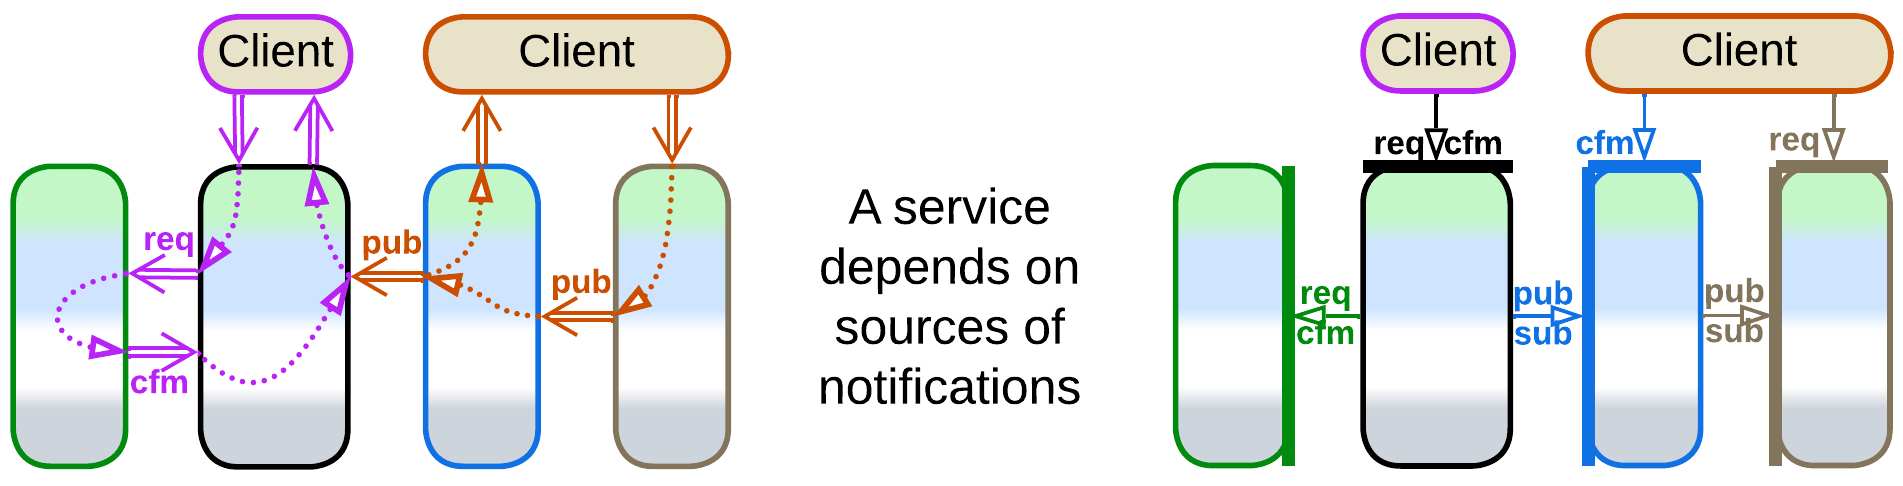 Client
Client
req
pub
pub
cfm
A service
depends on
sources of
notifications
Client
Client
req cfm
cfm
req
req
cfm
pub
sub
pub
sub